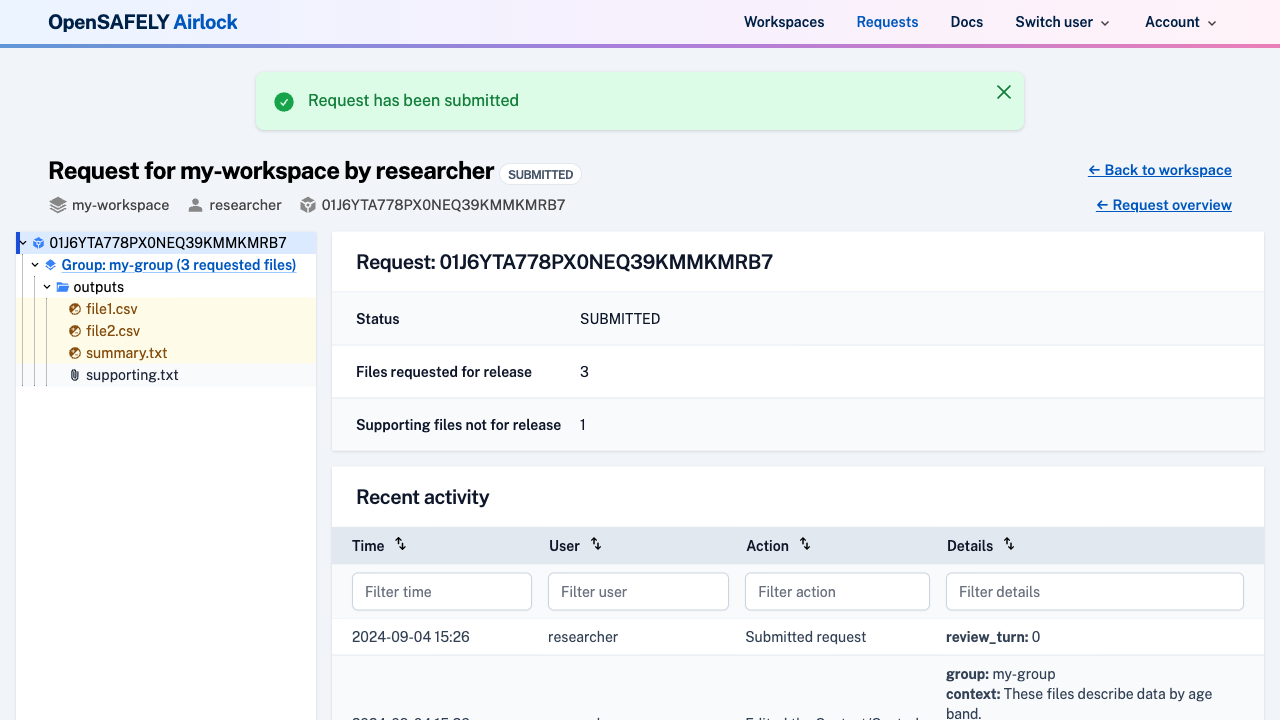 OpenSAFELY Airlock
Workspaces Requests Docs Switch user Account
Request has been submitted
Request for my-workspace by researcher SUBMITTED
← Back to workspace
my-workspace researcher 01J6YTA778PX0NEQ39KMMKMRB7
← Request overview
01J6YTA778PX0NEQ39KMMKMRB7
Group: my-group (3 requested files)
outputs
file1.csv
file2.csv
summary.txt
supporting.txt
Request: 01J6YTA778PX0NEQ39KMMKMRB7
Status SUBMITTED
Files requested for release 3
Supporting files not for release 1
Recent activity
Time User Action Details
Filter time Filter user Filter action Filter details
2024-09-04 15:26 researcher Submitted request review_turn: 0
group: my-group
context: These files describe data by age
band.